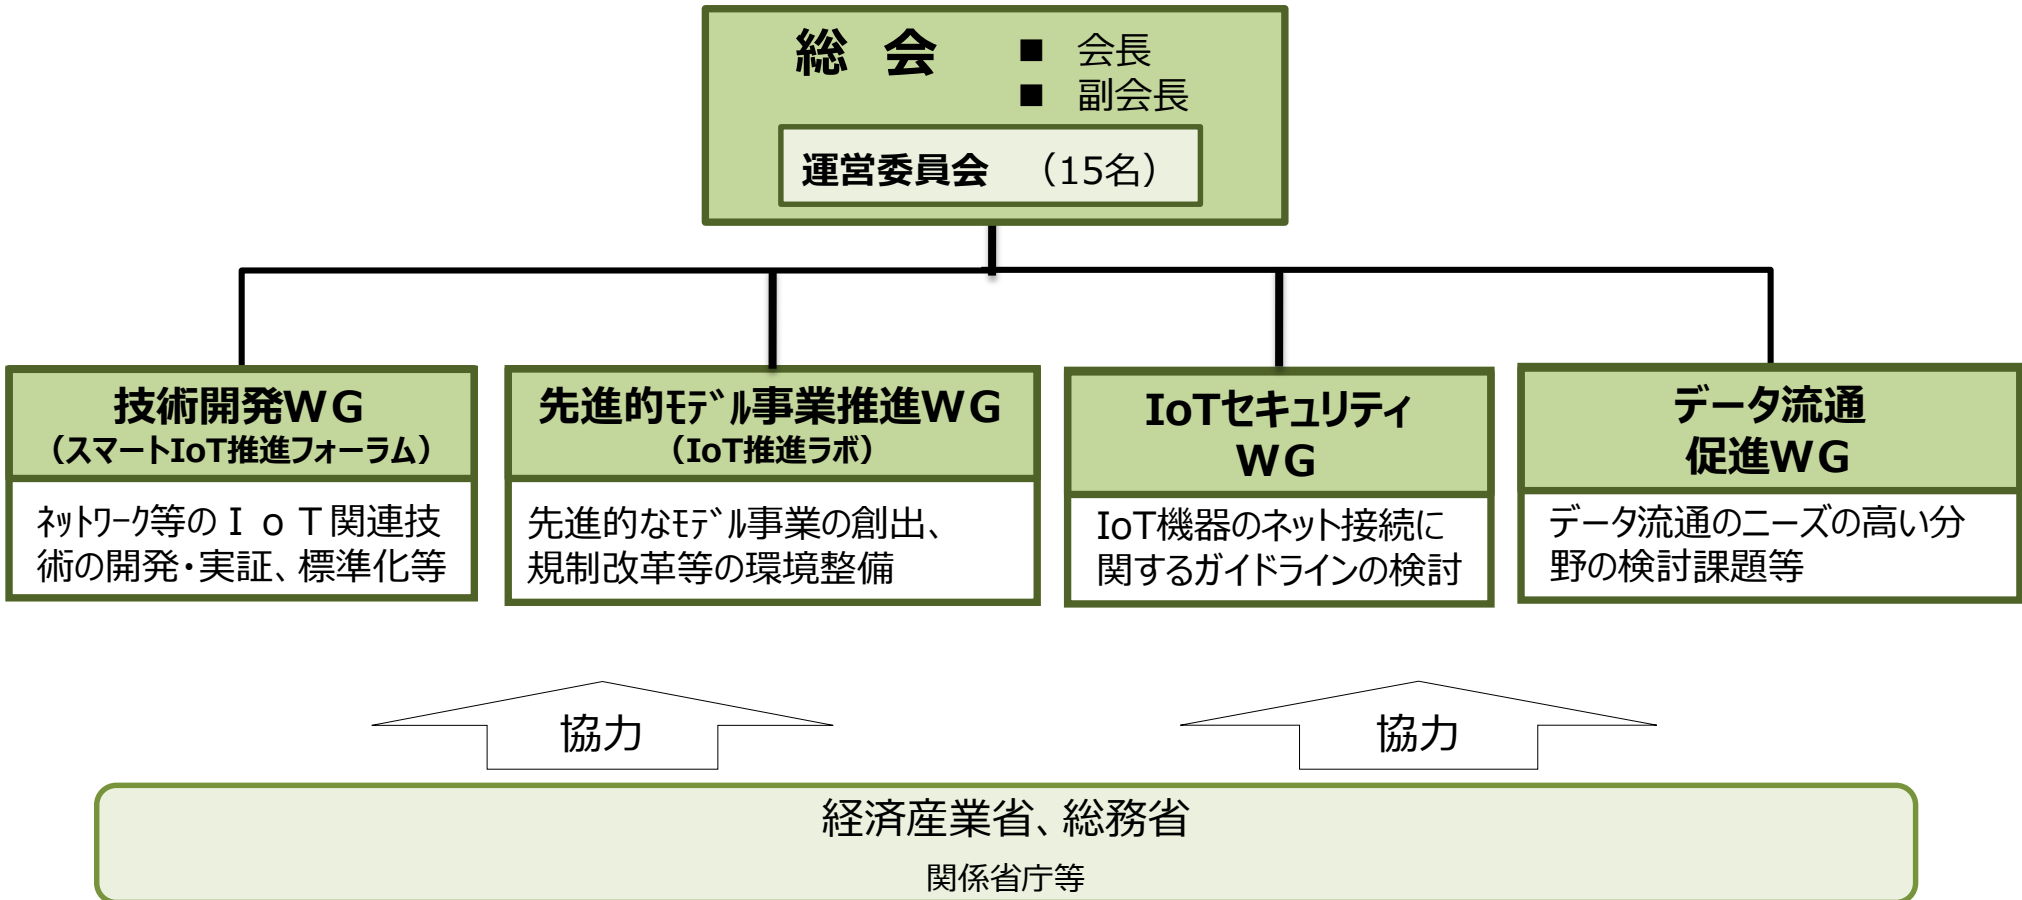 総 会
■ 会長
■ 副会長
運営委員会 （15名）
技術開発ＷＧ
（スマートIoT推進フォーラム）
ﾈｯﾄﾜｰｸ等のＩｏＴ関連技
術の開発・実証、標準化等
先進的ﾓﾃﾞﾙ事業推進ＷＧ
（IoT推進ラボ）
先進的なﾓﾃﾞﾙ事業の創出、
規制改革等の環境整備
IoTセキュリティ
ＷＧ
IoT機器のネット接続に
関するガイドラインの検討
データ流通
促進ＷＧ
データ流通のニーズの高い分
野の検討課題等
協力
協力
経済産業省、総務省
関係省庁等